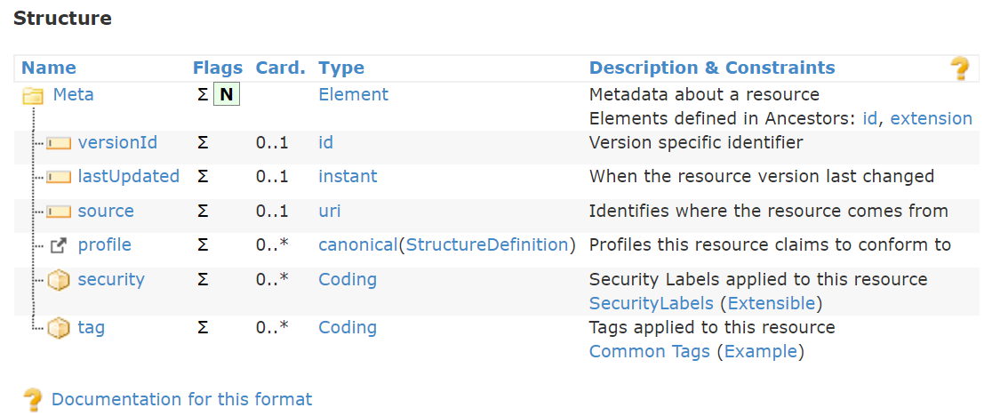 Structure
Name Flags Card. Type Description & Constraints
Meta Σ N Element Metadata about a resource
Elements defined in Ancestors: id, extension
versionId Σ 0..1 id Version specific identifier
lastUpdated Σ 0..1 instant When the resource version last changed
source Σ 0..1 uri Identifies where the resource comes from
profile Σ 0..* canonical(StructureDefinition) Profiles this resource claims to conform to
security Σ 0..* Coding Security Labels applied to this resource
SecurityLabels (Extensible)
tag Σ 0..* Coding Tags applied to this resource
Common Tags (Example)
Documentation for this format